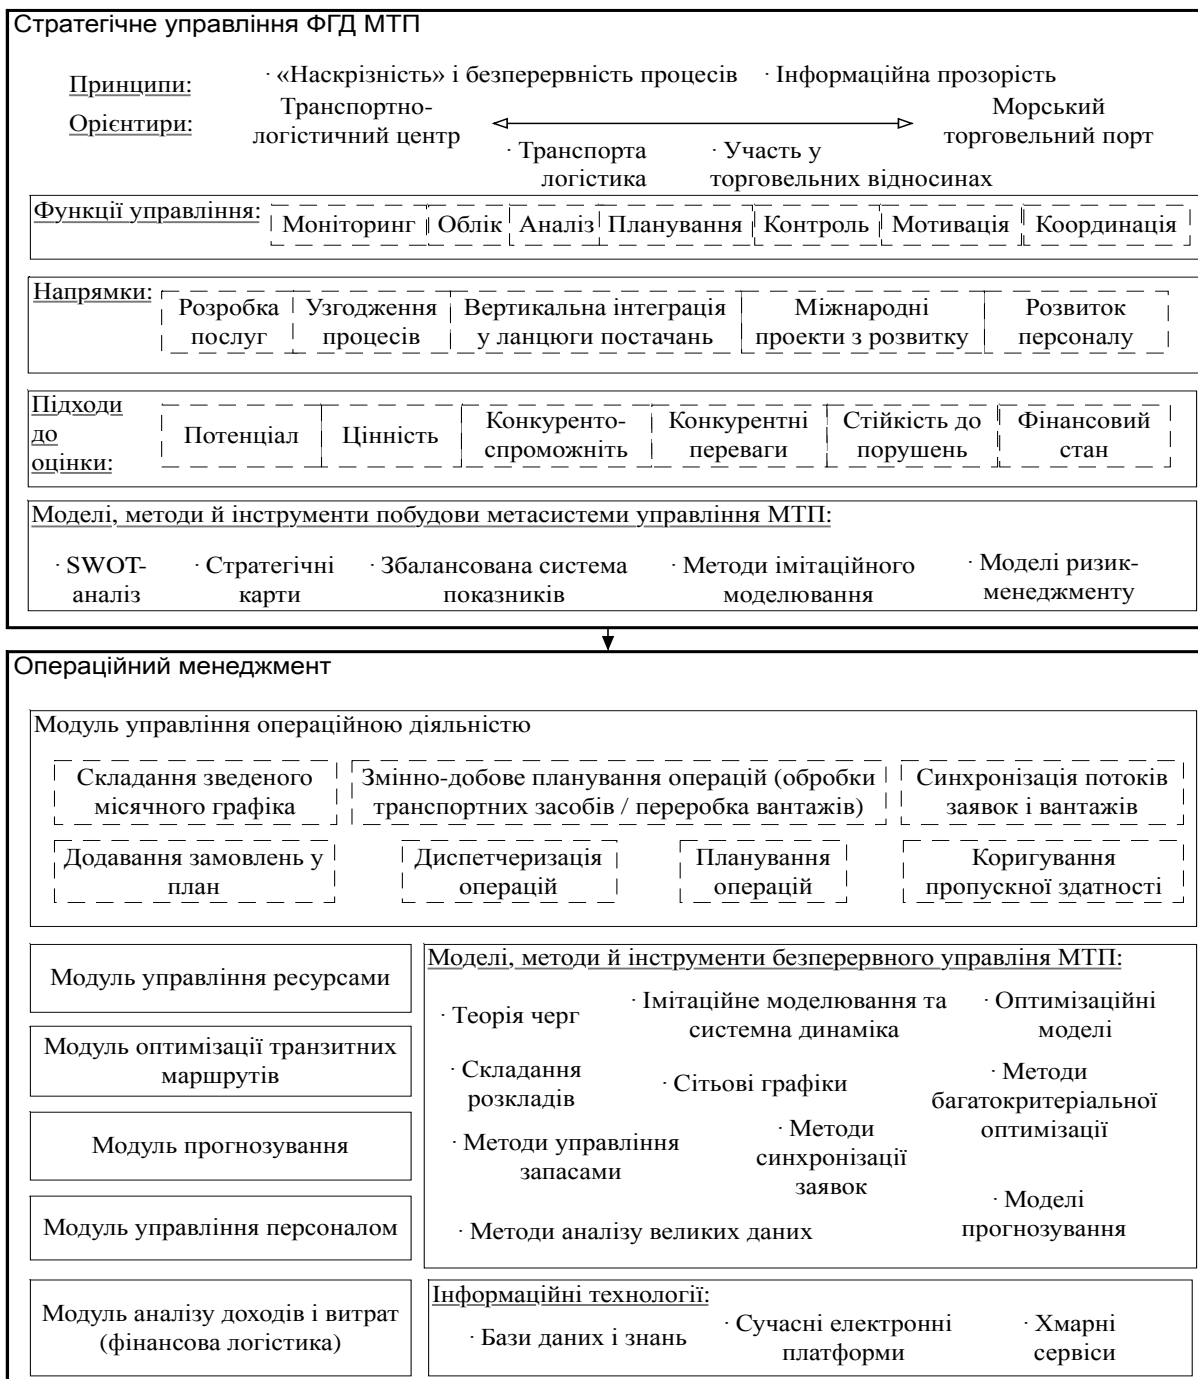 Стратегічне управління ФГД МТП
Принципи:
· «Наскрізність» і безперервність процесів · Інформаційна прозорість
Орієнтири:
Транспортно-
логістичний центр
Морський
торговельний порт
· Транспорта
логістика
· Участь у
торговельних відносинах
Функції управління:
Моніторинг Облік Аналіз Планування Контроль Мотивація Координація
Напрямки:
Розробка
послуг
Узгодження
процесів
Вертикальна інтеграція
у ланцюги постачань
Міжнародні
проекти з розвитку
Розвиток
персоналу
Підходи
до
оцінки:
Потенціал
Цінність
Конкуренто-
спроможніть
Конкурентні
переваги
Стійкість до
порушень
Фінансовий
стан
Моделі, методи й інструменти побудови метасистеми управління МТП:
· SWOT-
аналіз
· Стратегічні
карти
· Збалансована система
показників
· Методи імітаційного
моделювання
· Моделі ризик-
менеджменту
Операційний менеджмент
Модуль управління операційною діяльністю
Складання зведеного
місячного графіка
Змінно-добове планування операцій (обробки
транспортних засобів / переробка вантажів)
Синхронізація потоків
заявок і вантажів
Додавання замовлень у
план
Диспетчеризація
операцій
Планування
операцій
Коригування
пропускної здатності
Модуль управління ресурсами
Модуль оптимізації транзитних
маршрутів
Модуль прогнозування
Модуль управління персоналом
Модуль аналізу доходів і витрат
(фінансова логістика)
Моделі, методи й інструменти безперервного управліня МТП:
· Теорія черг
· Імітаційне моделювання та
системна динаміка
· Оптимізаційні
моделі
· Складання
розкладів
· Сітьові графіки
· Методи
багатокритеріальної
оптимізації
· Методи управління
запасами
· Методи
синхронізації
заявок
· Моделі
прогнозування
· Методи аналізу великих даних
Інформаційні технології:
· Бази даних і знань
· Сучасні електронні
платформи
· Хмарні
сервіси